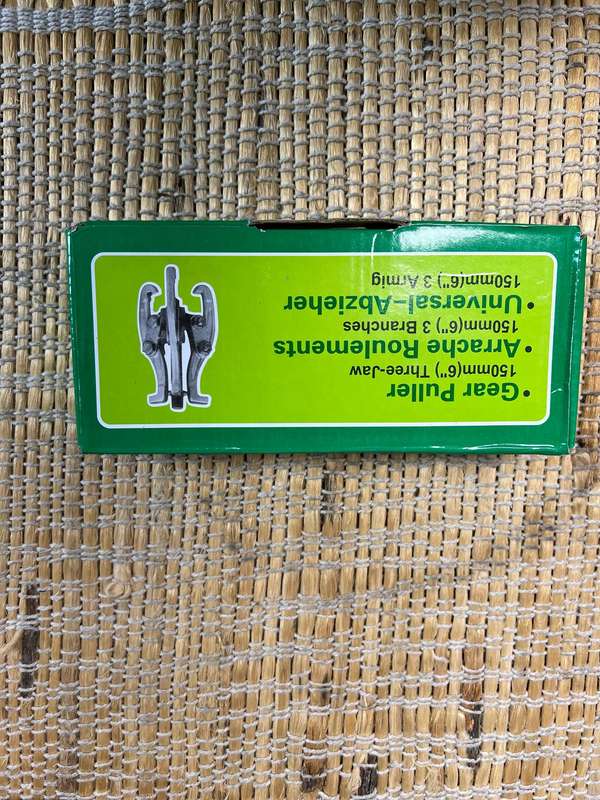 • Gear Puller
150mm(6") Three-Jaw
• Arrache Roulements
150mm(6") 3 Branches
• Universal-Abzieher
150mm(6") 3 Armig